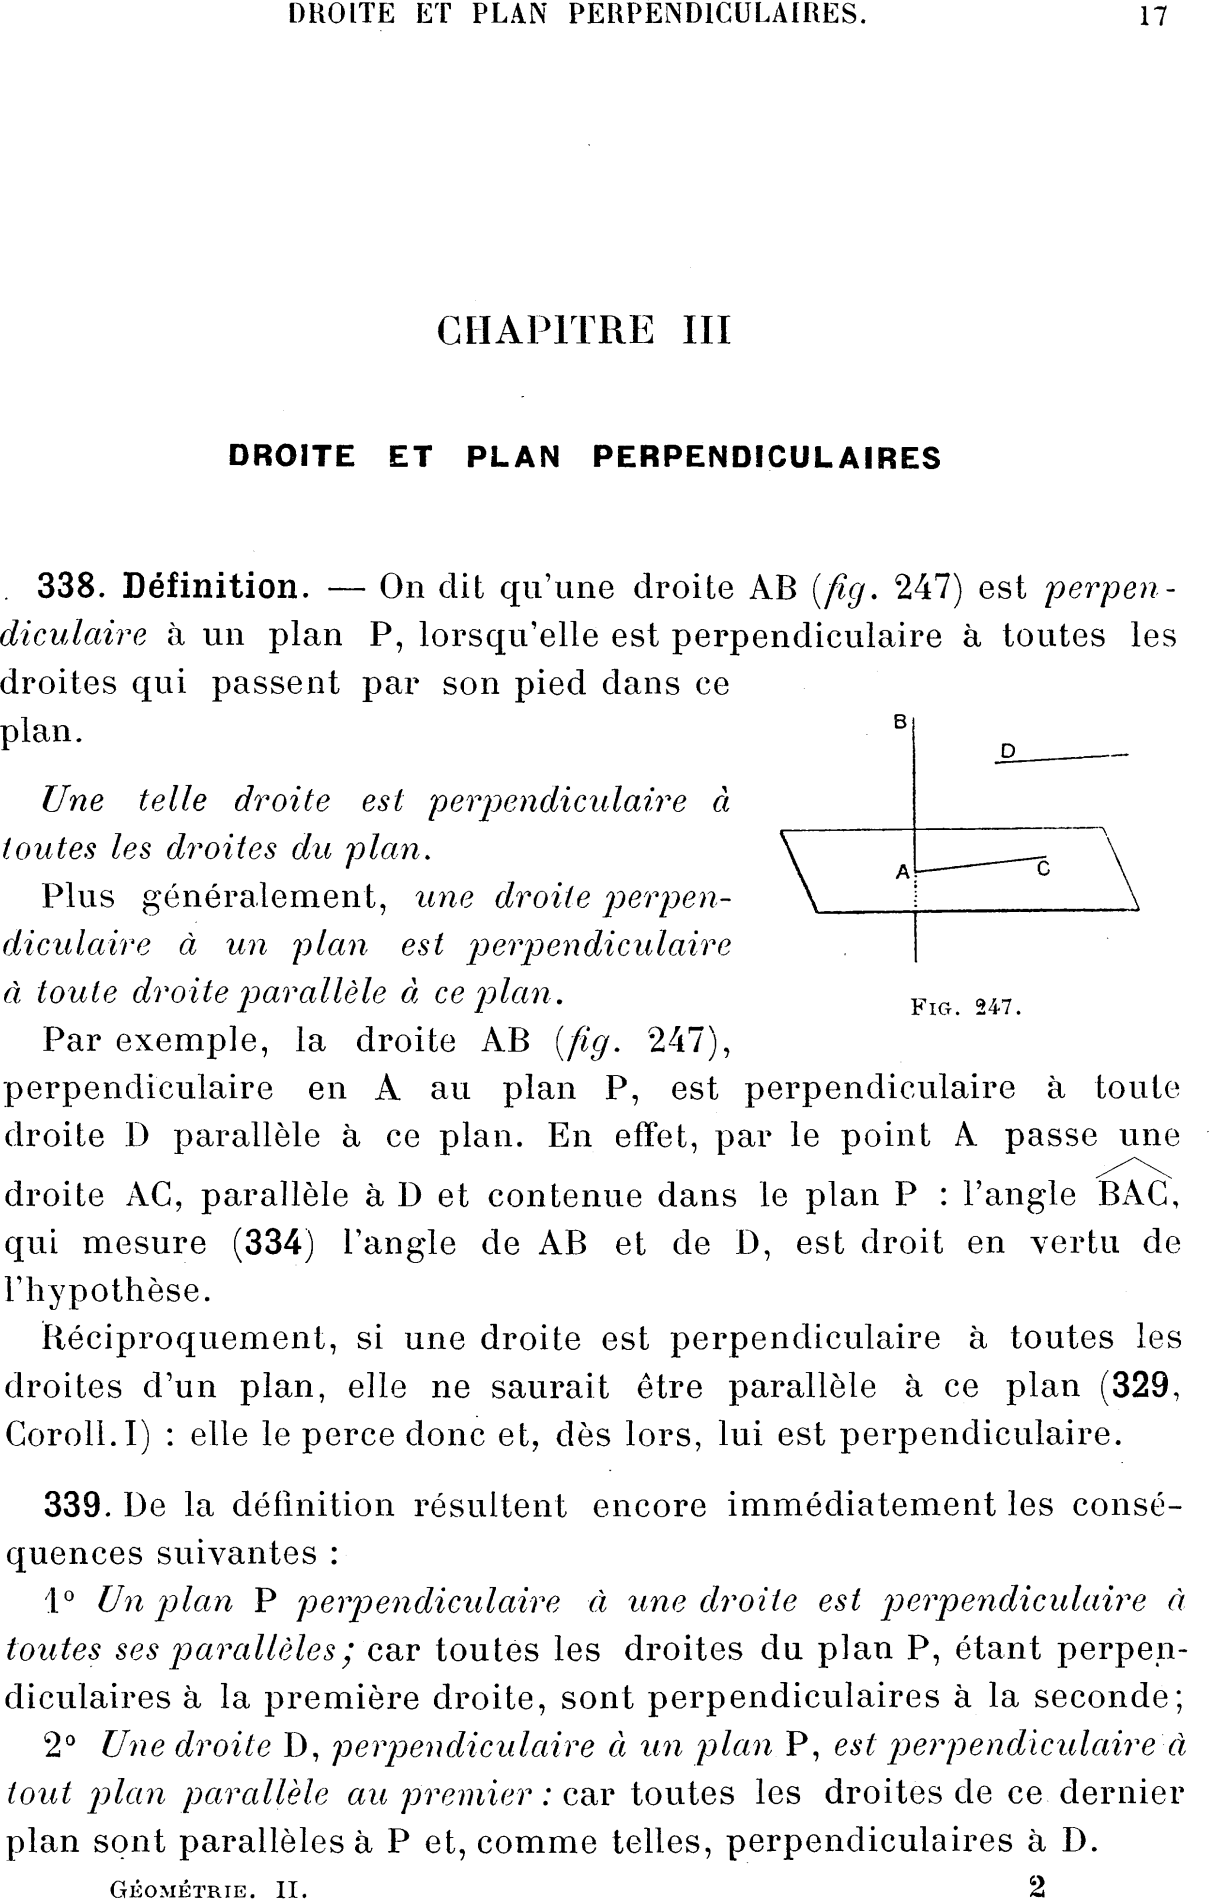 DROITE ET PLAN PERPENDICULAIRES. 17
CHAPITRE III
DROITE ET PLAN PERPENDICULAIRES
338. Définition. — On dit qu'une droite AB (fig. 247) est perpen-
diculaire à un plan P, lorsqu'elle est perpendiculaire à toutes les
droites qui passent par son pied dans ce
plan.
Une telle droite est perpendiculaire à
toutes les droites du plan.
Plus généralement, une droite perpen-
diculaire à un plan est perpendiculaire
à toute droite parallèle à ce plan.
B
D
A
C
FIG. 247.
Par exemple, la droite AB (fig. 247),
perpendiculaire en A au plan P, est perpendiculaire à toute
droite D parallèle à ce plan. En effet, par le point A passe une
droite AC, parallèle à D et contenue dans le plan P : l'angle BAC,
qui mesure (334) l'angle de AB et de D, est droit en vertu de
l'hypothèse.
Réciproquement, si une droite est perpendiculaire à toutes les
droites d'un plan, elle ne saurait être parallèle à ce plan (329,
Coroll. I) : elle le perce donc et, dès lors, lui est perpendiculaire.
339. De la définition résultent encore immédiatement les consé-
quences suivantes :
1° Un plan P perpendiculaire à une droite est perpendiculaire à
toutes ses parallèles; car toutes les droites du plan P, étant perpen-
diculaires à la première droite, sont perpendiculaires à la seconde;
2° Une droite D, perpendiculaire à un plan P, est perpendiculaire à
tout plan parallèle au premier : car toutes les droites de ce dernier
plan sont parallèles à P et, comme telles, perpendiculaires à D.
GÉOMÉTRIE. II. 2